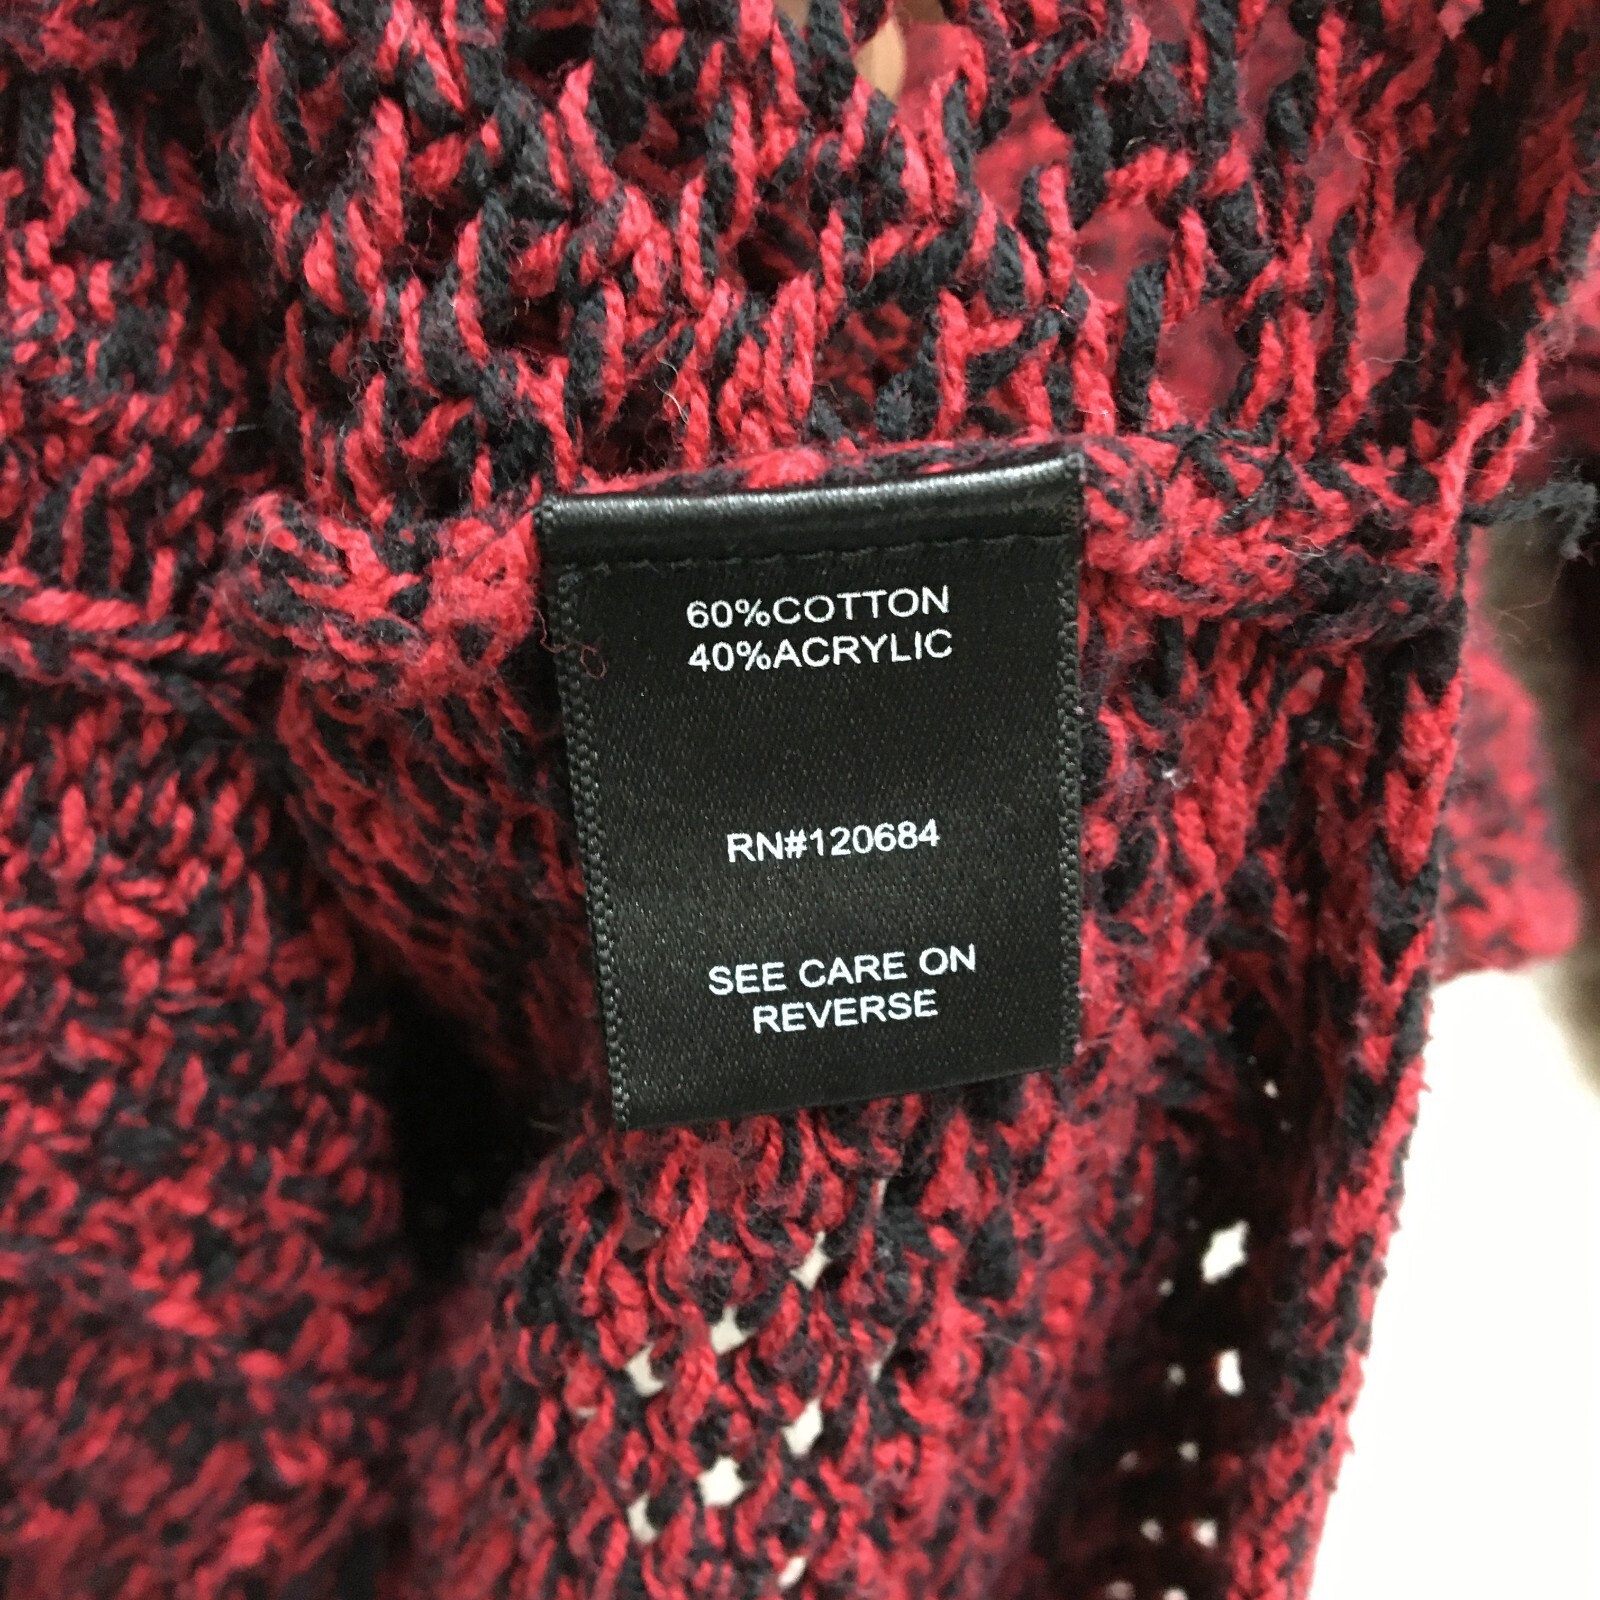 60%COTTON
40%ACRYLIC
RN#120684
SEE CARE ON
REVERSE